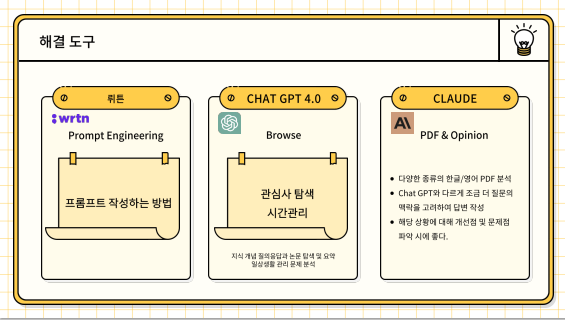 해결 도구
뤼튼
wrtn
Prompt Engineering
프롬프트 작성하는 방법
CHAT GPT 4.0
Browse
관심사 탐색
시간관리
지식 개념 질의응답과 논문 탐색 및 요약
일상생활 관리 문제 분석
CLAUDE
AI
PDF & Opinion
• 다양한 종류의 한글/영어 PDF 분석
• Chat GPT와 다르게 조금 더 질문의
맥락을 고려하여 답변 작성
• 해당 상황에 대해 개선점 및 문제점
파악 시에 좋다.